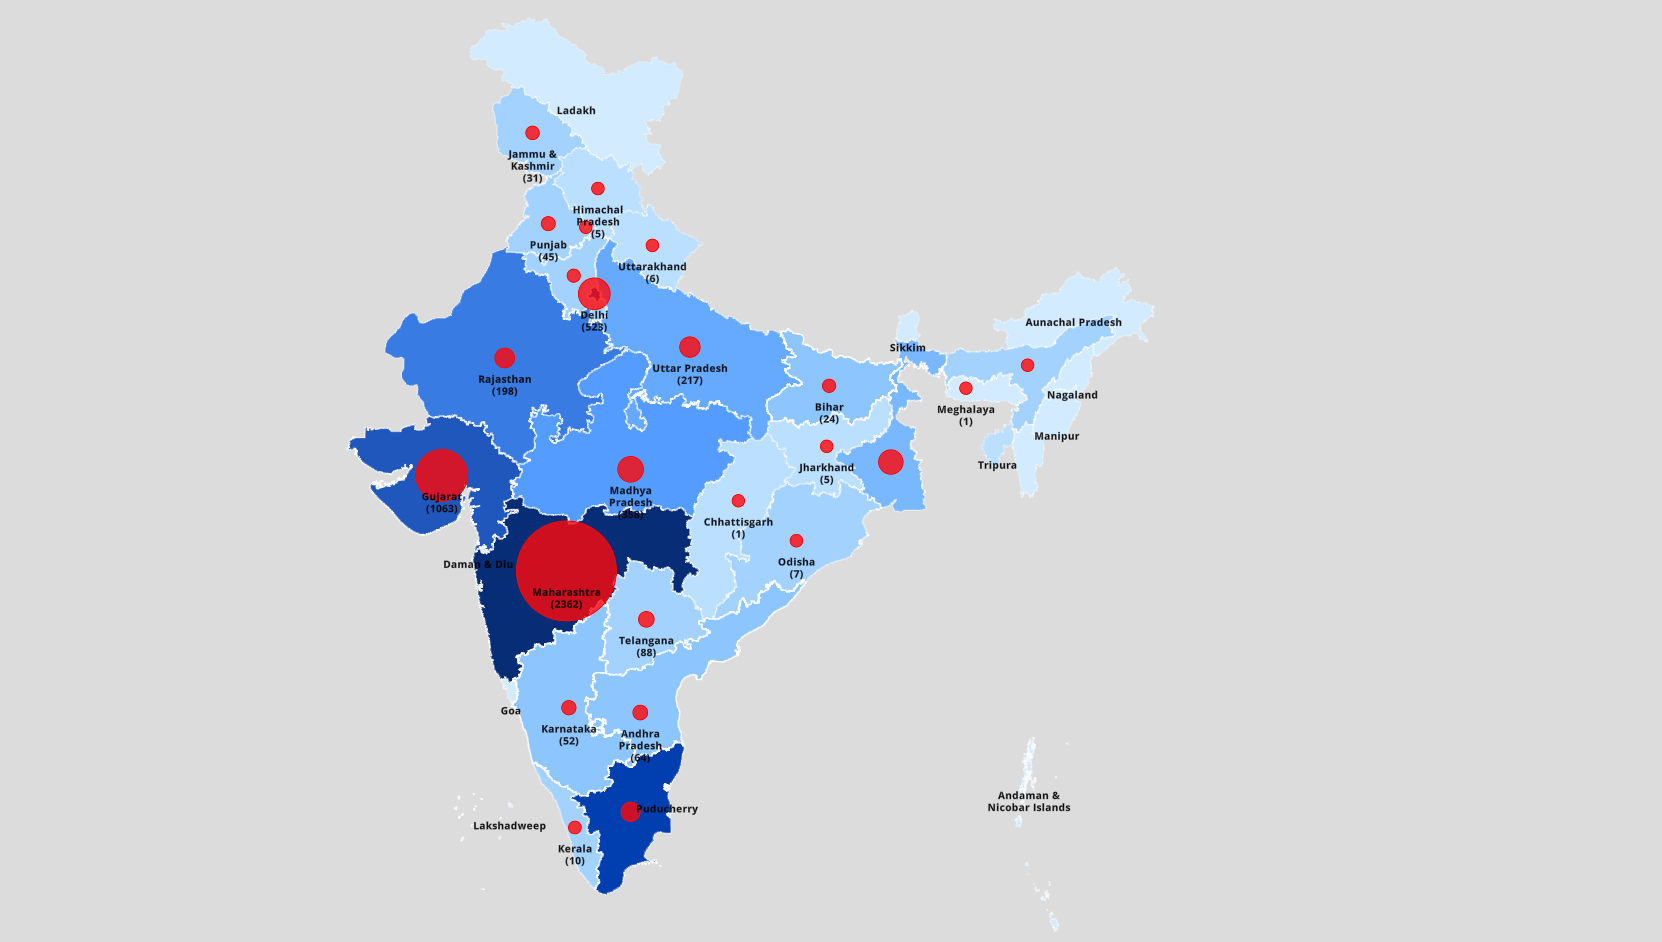 Ladakh
Jammu &
Kashmir
(31)
Himachal
Pradesh
(5)
Punjab
(45)
Uttarakhand
(6)
Delhi
(523)
Aunachal Pradesh
Sikkim
Uttar Pradesh
(217)
Rajasthan
(198)
Nagaland
Bihar
(24)
Meghalaya
(1)
Manipur
Tripura
Jharkhand
(5)
Gujarat
(1063)
Madhya
Pradesh
Chhattisgarh
(1)
Daman & Diu
Odisha
(7)
Maharashtra
(2362)
Telangana
(88)
Goa
Karnataka
(52)
Andhra
Pradesh
(64)
Andaman &
Nicobar Islands
Puducherry
Lakshadweep
Kerala
(10)